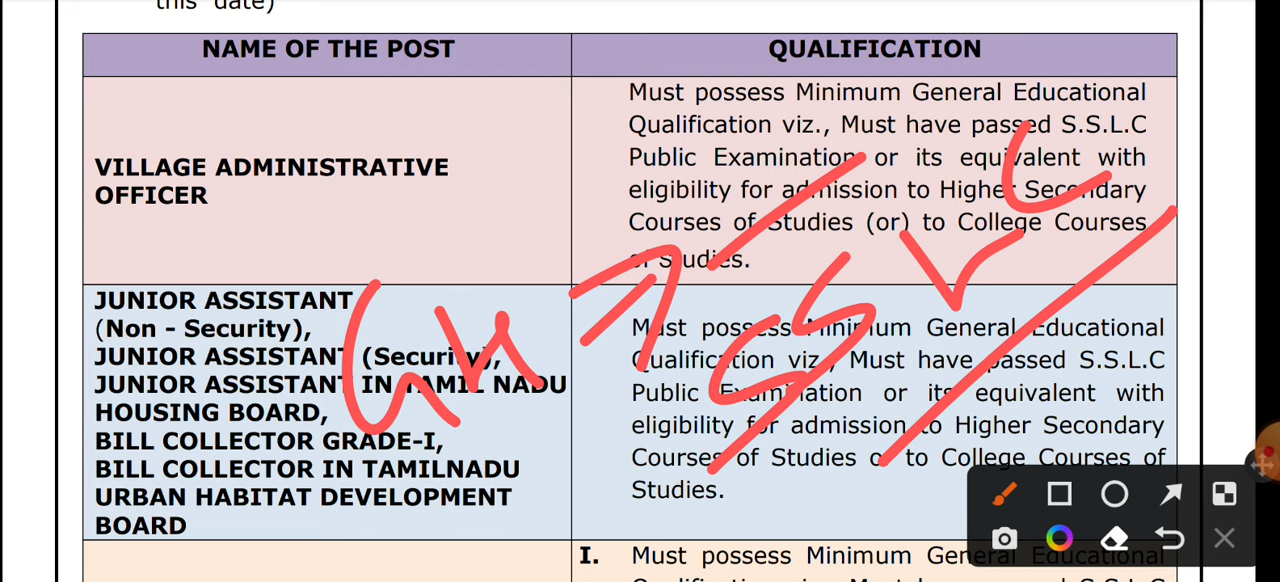 this date)
NAME OF THE POST
QUALIFICATION
VILLAGE ADMINISTRATIVE
OFFICER
Must possess Minimum General Educational
Qualification viz., Must have passed S.S.L.C
Public Examination or its equivalent with
eligibility for admission to Higher Secondary
Courses of Studies (or) to College Courses
of Studies.
JUNIOR ASSISTANT
(Non - Security),
JUNIOR ASSISTANT (Security),
JUNIOR ASSISTANT IN TAMIL NADU
HOUSING BOARD,
BILL COLLECTOR GRADE-I,
BILL COLLECTOR IN TAMILNADU
URBAN HABITAT DEVELOPMENT
BOARD
Must possess Minimum General Educational
Qualification viz., Must have passed S.S.L.C
Public Examination or its equivalent with
eligibility for admission to Higher Secondary
Courses of Studies or to College Courses of
Studies.
I. Must possess Minimum General Educational